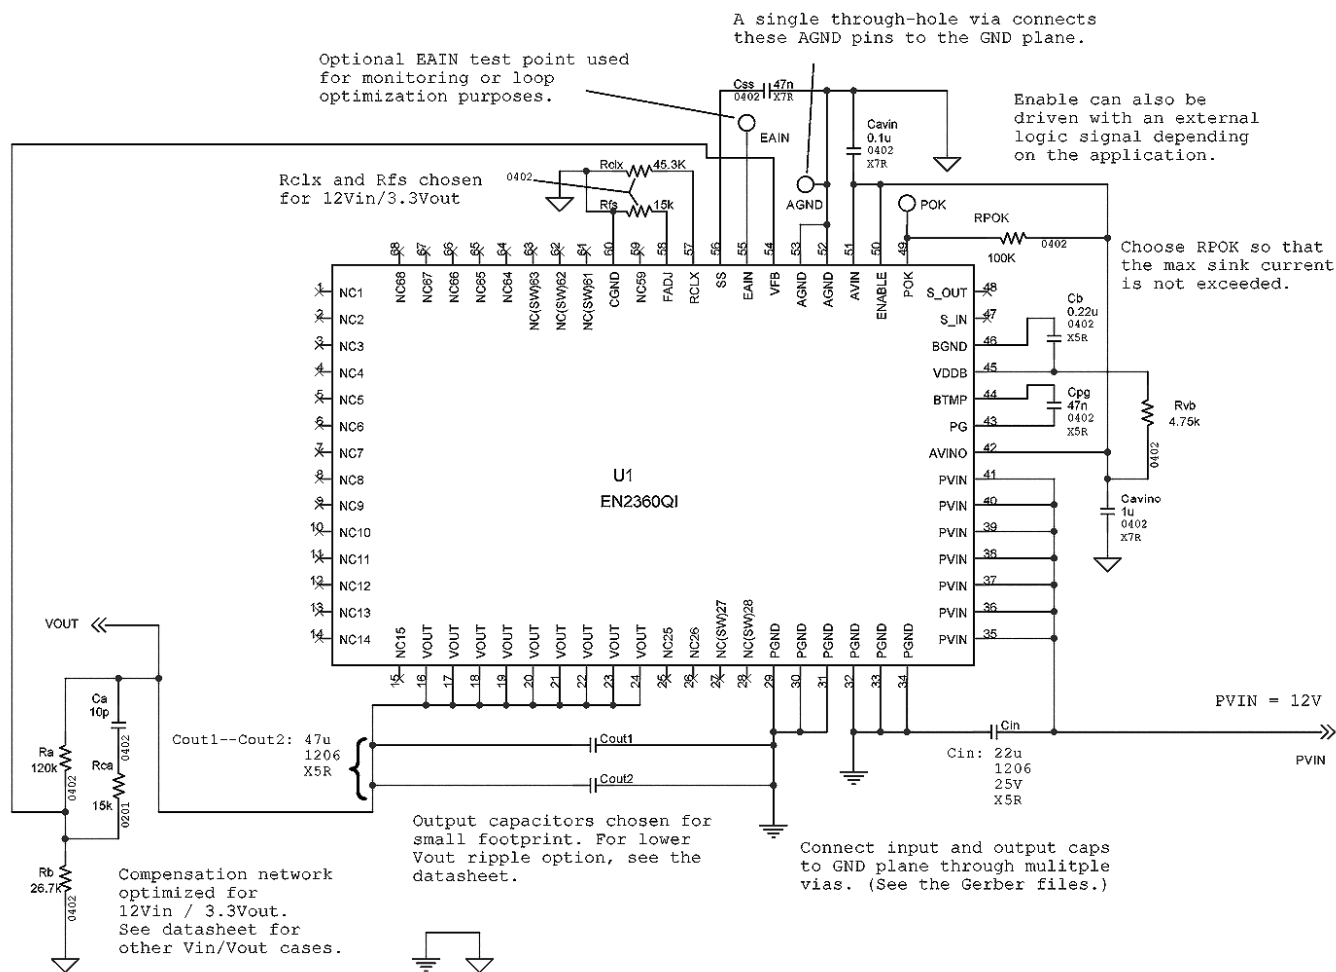 A single through-hole via connects
these AGND pins to the GND plane.
Optional EAIN test point used
for monitoring or loop
optimization purposes.
Css
0402
47n
X7R
EAIN
Cavin
0.1u
0402
X7R
Enable can also be
driven with an external
logic signal depending
on the application.
Rclx and Rfs chosen
for 12Vin/3.3Vout
0402
Rclx
45.3K
Rfs
15k
AGND
POK
RPOK
0402
100K
Choose RPOK so that
the max sink current
is not exceeded.
68
67
66
65
64
63
62
61
60
59
58
57
56
55
54
53
52
51
50
49
NC68
NC67
NC66
NC65
NC64
NC(SW)63
NC(SW)62
NC(SW)61
CGND
NC59
FADJ
RCLX
SS
EAIN
VFB
AGND
AGND
AVIN
ENABLE
POK
1 NC1
2 NC2
3 NC3
4 NC4
5 NC5
6 NC6
7 NC7
8 NC8
9 NC9
10 NC10
11 NC11
12 NC12
13 NC13
14 NC14
U1
EN2360QI
S_OUT 48
S_IN 47
BGND 46
VDDB 45
BTMP 44
PG 43
AVINO 42
PVIN 41
PVIN 40
PVIN 39
PVIN 38
PVIN 37
PVIN 36
PVIN 35
Cb
0.22u
0402
X5R
Cpg
47n
0402
X5R
Rvb
4.75k
0402
Cavino
1u
0402
X7R
NC15
VOUT
VOUT
VOUT
VOUT
VOUT
VOUT
VOUT
VOUT
VOUT
NC25
NC26
NC(SW)27
NC(SW)28
PGND
PGND
PGND
PGND
PGND
PGND
15
16
17
18
19
20
21
22
23
24
25
26
27
28
29
30
31
32
33
34
VOUT
Ca
10p
0402
Ra
120k
0402
Rca
15k
0201
Rb
26.7k
0402
Cout1--Cout2: 47u
1206
X5R
Cout1
Cout2
Cin
Cin: 22u
1206
25V
X5R
PVIN = 12V
PVIN
Output capacitors chosen for
small footprint. For lower
Vout ripple option, see the
datasheet.
Connect input and output caps
to GND plane through mulitple
vias. (See the Gerber files.)
Compensation network
optimized for
12Vin / 3.3Vout.
See datasheet for
other Vin/Vout cases.